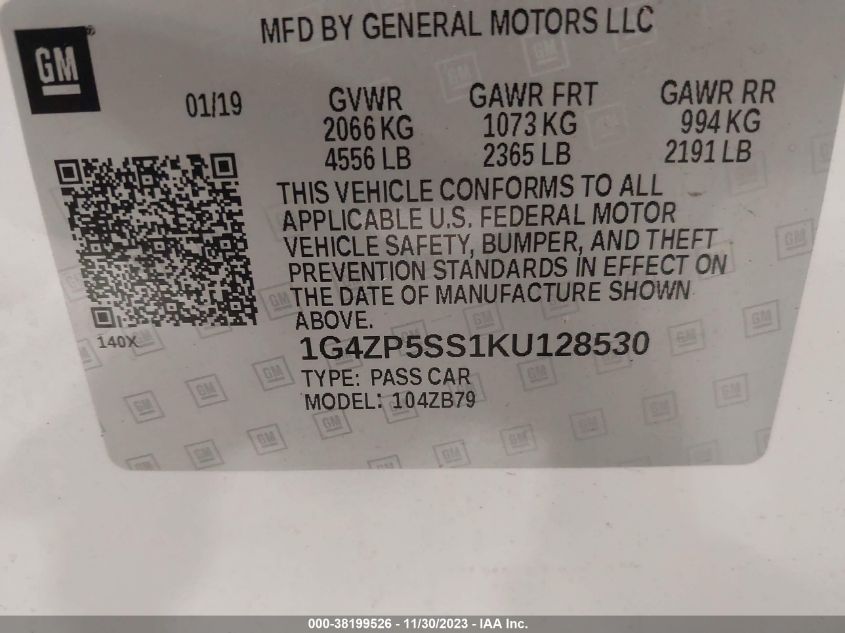 MFD BY GENERAL MOTORS LLC
GM®
01/19
GVWR GAWR FRT GAWR RR
2066 KG 1073 KG 994 KG
4556 LB 2365 LB 2191 LB
THIS VEHICLE CONFORMS TO ALL
APPLICABLE U.S. FEDERAL MOTOR
VEHICLE SAFETY, BUMPER, AND THEFT
PREVENTION STANDARDS IN EFFECT ON
THE DATE OF MANUFACTURE SHOWN
ABOVE.
140X
1G4ZP5SS1KU128530
TYPE: PASS CAR
MODEL: 104ZB79
000-38199526 - 11/30/2023 - IAA Inc.